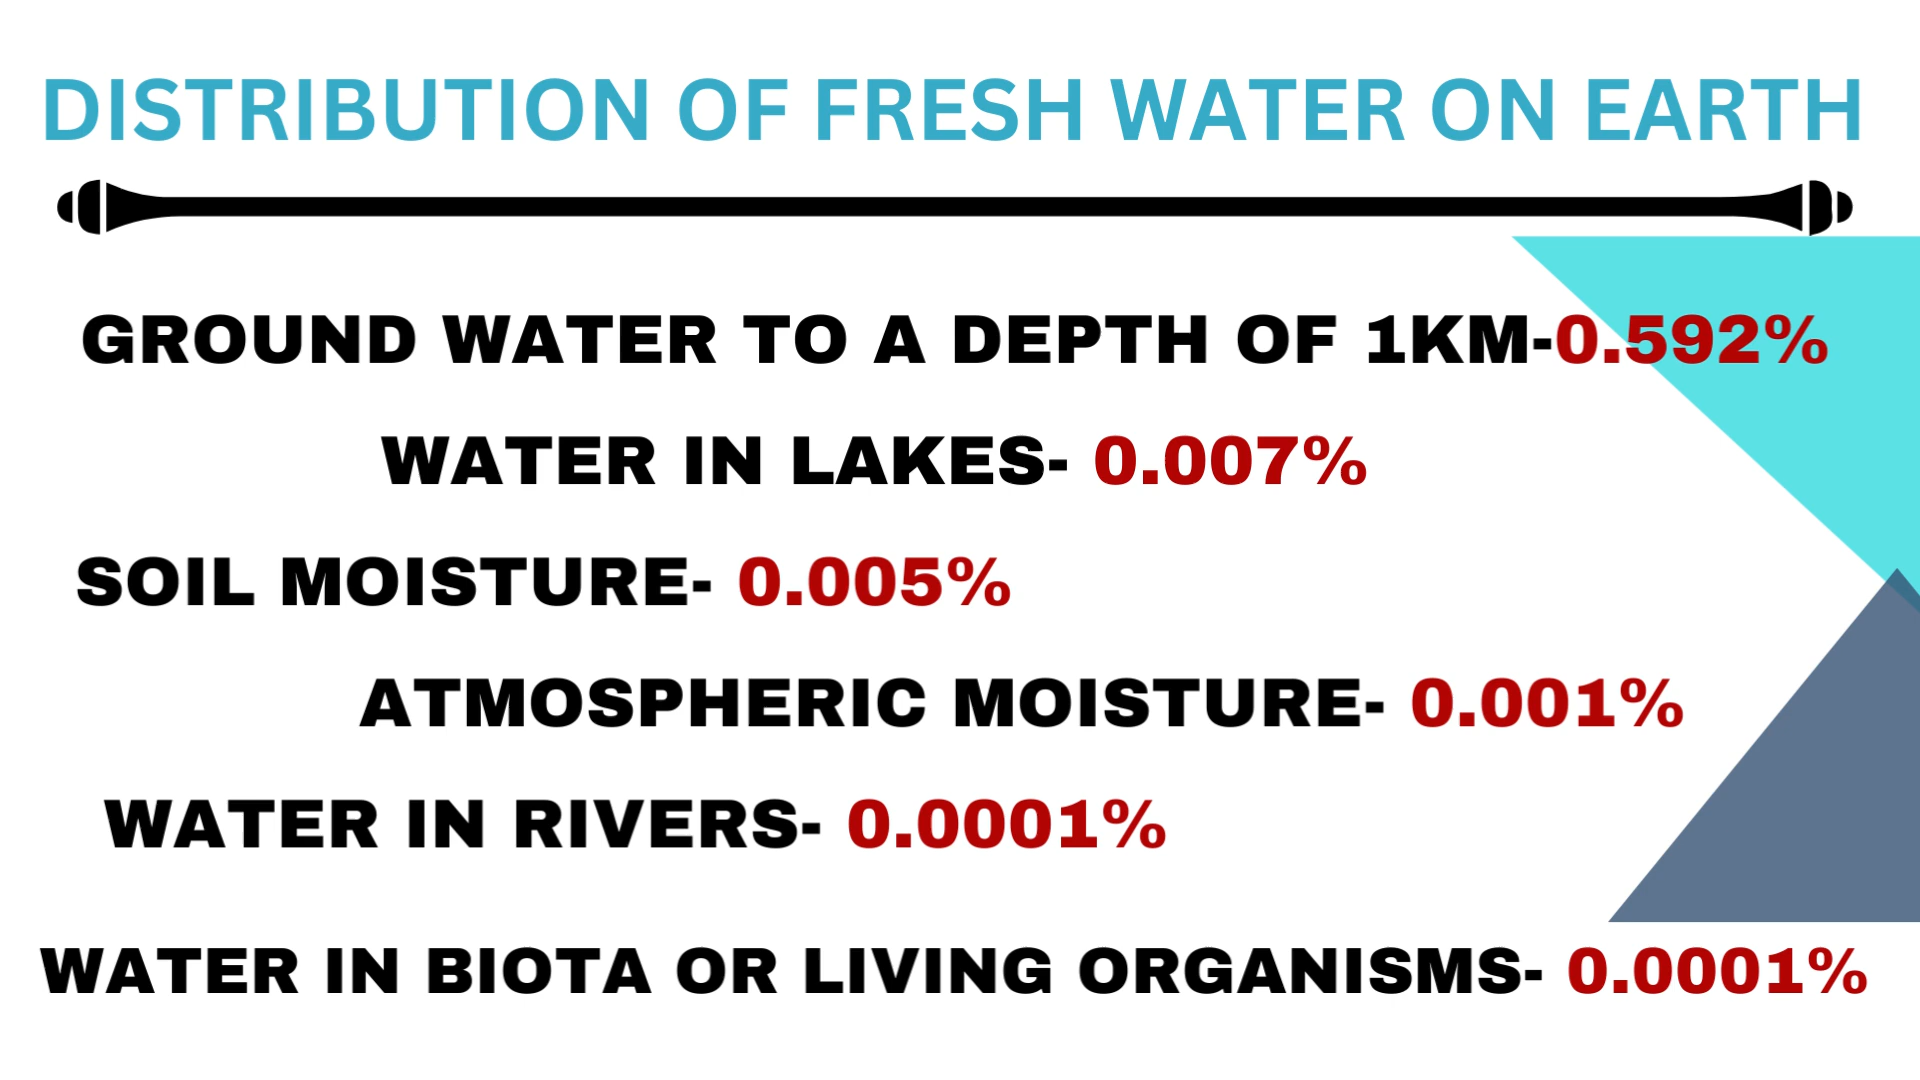 DISTRIBUTION OF FRESH WATER ON EARTH
GROUND WATER TO A DEPTH OF 1KM-0.592%
WATER IN LAKES- 0.007%
SOIL MOISTURE- 0.005%
ATMOSPHERIC MOISTURE- 0.001%
WATER IN RIVERS- 0.0001%
WATER IN BIOTA OR LIVING ORGANISMS- 0.0001%